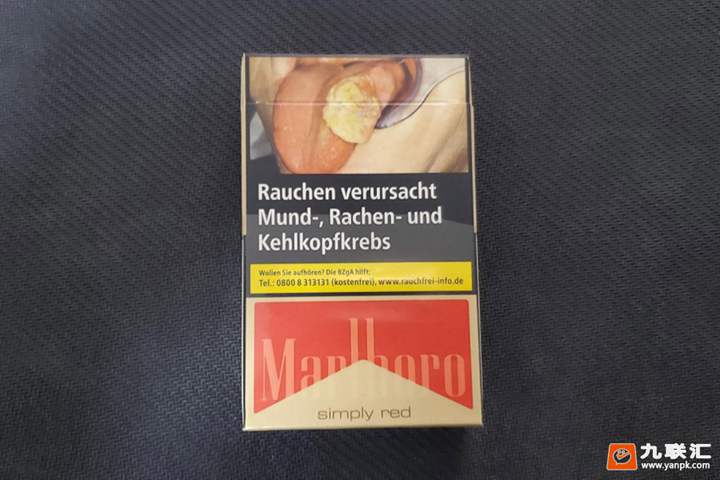 Rauchen verursacht
Mund-, Rachen- und
Kehlkopfkrebs
Wollen Sie aufhören? Die BZgA hilft:
Tel.: 0800 8 313131 (kostenfrei), www.rauchfrei-info.de
Marlboro
simply red
九联汇
www.yanpk.com